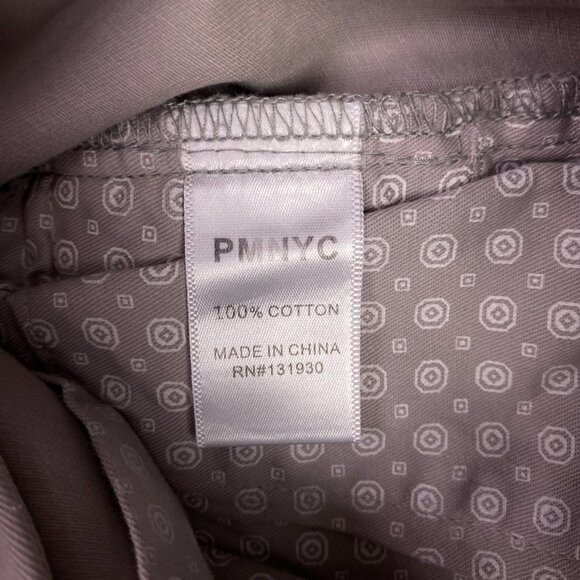 PMNYC
100% COTTON
MADE IN CHINA
RN#131930